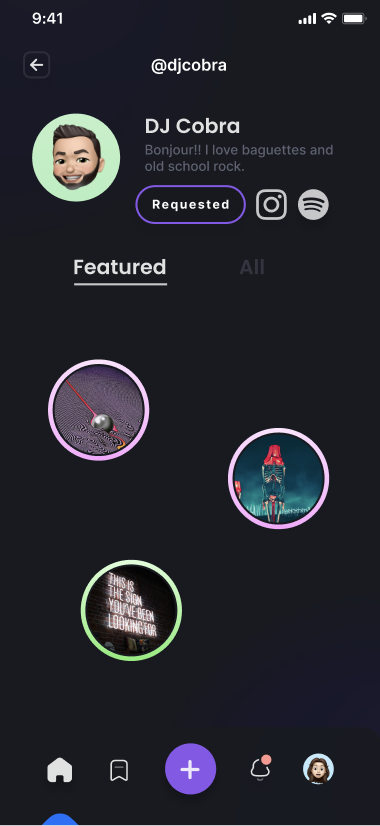 9:41
@djcobra
DJ Cobra
Bonjour!! I love baguettes and
old school rock.
Requested
Featured
All
THIS IS
THE SIGN
YOU'VE BEEN
LOOKING FOR